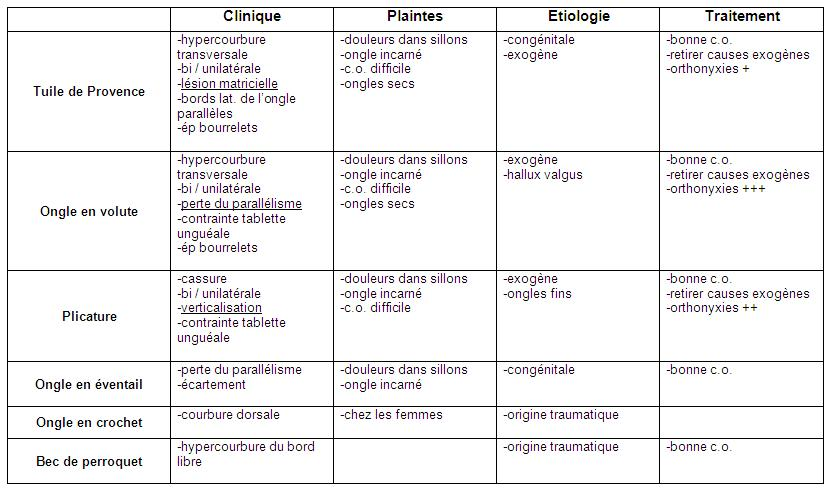 Clinique
Plaintes
Etiologie
Traitement
Tuile de Provence
-hypercourbure
transversale
-bi / unilatérale
-lésion matricielle
-bords lat. de l'ongle
parallèles
-ép bourrelets
-douleurs dans sillons
-ongle incarné
-c.o. difficile
-ongles secs
-congénitale
-exogène
-bonne c.o.
-retirer causes exogènes
-orthonyxies +
Ongle en volute
-hypercourbure
transversale
-bi / unilatérale
-perte du parallélisme
-contrainte tablette
unguéale
-ép bourrelets
-douleurs dans sillons
-ongle incarné
-c.o. difficile
-ongles secs
-exogène
-hallux valgus
-bonne c.o.
-retirer causes exogènes
-orthonyxies +++
Plicature
-cassure
-bi / unilatérale
-verticalisation
-contrainte tablette
unguéale
-douleurs dans sillons
-ongle incarné
-c.o. difficile
-exogène
-ongles fins
-bonne c.o.
-retirer causes exogènes
-orthonyxies ++
Ongle en éventail
-perte du parallélisme
-écartement
-douleurs dans sillons
-ongle incarné
-congénitale
-bonne c.o.
Ongle en crochet
-courbure dorsale
-chez les femmes
-origine traumatique
Bec de perroquet
-hypercourbure du bord
libre
-origine traumatique
-bonne c.o.